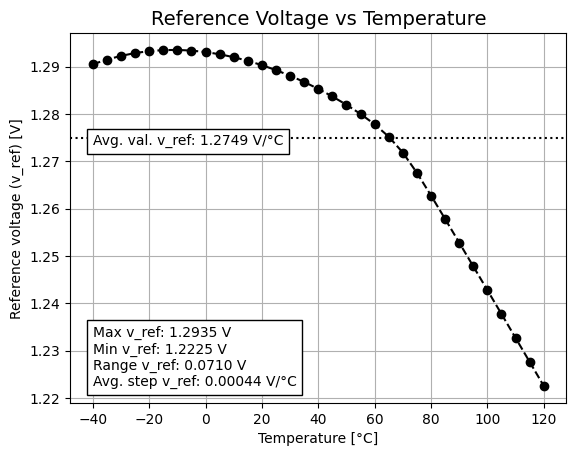 Reference Voltage vs Temperature
1.29
1.28
1.27
1.26
1.25
1.24
1.23
1.22
Reference voltage (v_ref) [V]
Avg. val. v_ref: 1.2749 V/°C
Max v_ref: 1.2935 V
Min v_ref: 1.2225 V
Range v_ref: 0.0710 V
Avg. step v_ref: 0.00044 V/°C
−40 −20 0 20 40 60 80 100 120
Temperature [°C]